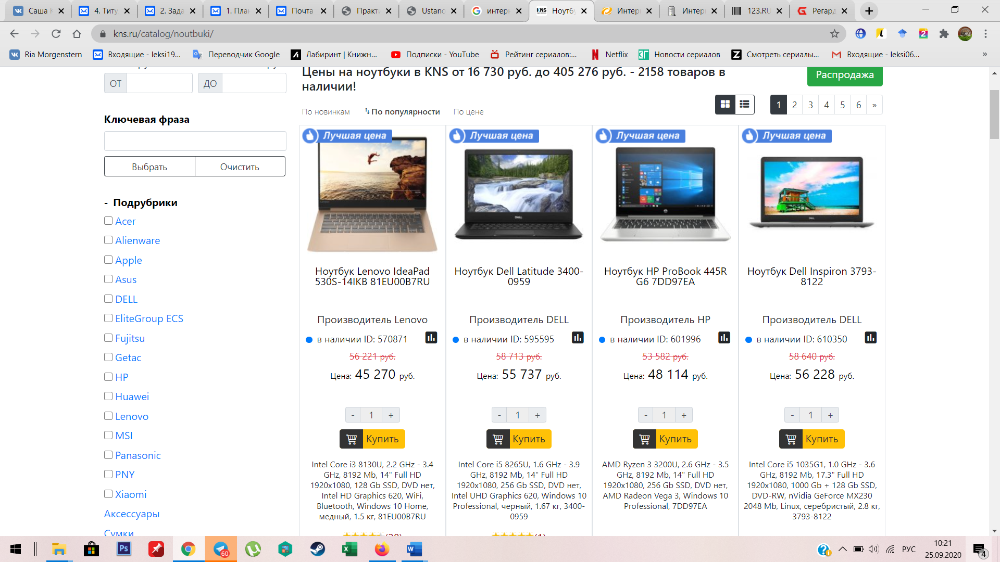 Саша К
4. Титу
2. Зада
1. План
Почта
Практи
Ustano
интерн
Ноутбу
Интерн
Интерн
123.RU
Регард
kns.ru/catalog/noutbuki/
Ria Morgenstern
Входящие - leksi19...
Переводчик Google
Лабиринт | Книжн...
Подписки - YouTube
Рейтинг сериалов:...
Netflix
Новости сериалов
Смотреть сериалы...
Входящие - leksi06...
»
ОТ
ДО
Ключевая фраза
Выбрать
Очистить
- Подрубрики
Acer
Alienware
Apple
Asus
DELL
EliteGroup ECS
Fujitsu
Getac
HP
Huawei
Lenovo
MSI
Panasonic
PNY
Xiaomi
Аксессуары
Сумки
Цены на ноутбуки в KNS от 16 730 руб. до 405 276 руб. - 2158 товаров в
наличии!
Распродажа
По новинкам
По популярности
По цене
1 2 3 4 5 6 »
Лучшая цена
Ноутбук Lenovo IdeaPad
530S-14IKB 81EU00B7RU
Производитель Lenovo
в наличии ID: 570871
56 221 руб.
Цена: 45 270 руб.
- 1 +
Купить
Intel Core i3 8130U, 2.2 GHz - 3.4
GHz, 8192 Mb, 14" Full HD
1920x1080, 128 Gb SSD, DVD нет,
Intel HD Graphics 620, WiFi,
Bluetooth, Windows 10 Home,
медный, 1.5 кг, 81EU00B7RU
Лучшая цена
DELL
Ноутбук Dell Latitude 3400-
0959
Производитель DELL
в наличии ID: 595595
58 713 руб.
Цена: 55 737 руб.
- 1 +
Купить
Intel Core i5 8265U, 1.6 GHz - 3.9
GHz, 8192 Mb, 14" Full HD
1920x1080, 256 Gb SSD, DVD нет,
Intel UHD Graphics 620, Windows 10
Professional, черный, 1.67 кг, 3400-
0959
Лучшая цена
Ноутбук HP ProBook 445R
G6 7DD97EA
Производитель HP
в наличии ID: 601996
53 582 руб.
Цена: 48 114 руб.
- 1 +
Купить
AMD Ryzen 3 3200U, 2.6 GHz - 3.5
GHz, 8192 Mb, 14" Full HD
1920x1080, 256 Gb SSD, DVD нет,
AMD Radeon Vega 3, Windows 10
Professional, 7DD97EA
Лучшая цена
DELL
Ноутбук Dell Inspiron 3793-
8122
Производитель DELL
в наличии ID: 610350
58 640 руб.
Цена: 56 228 руб.
- 1 +
Купить
Intel Core i5 1035G1, 1.0 GHz - 3.6
GHz, 8192 Mb, 17.3" Full HD
1920x1080, 1000 Gb + 128 Gb SSD,
DVD-RW, nVidia GeForce MX230
2048 Mb, Linux, серебристый, 2.8 кг,
3793-8122
60
РУС
10:21
25.09.2020
4